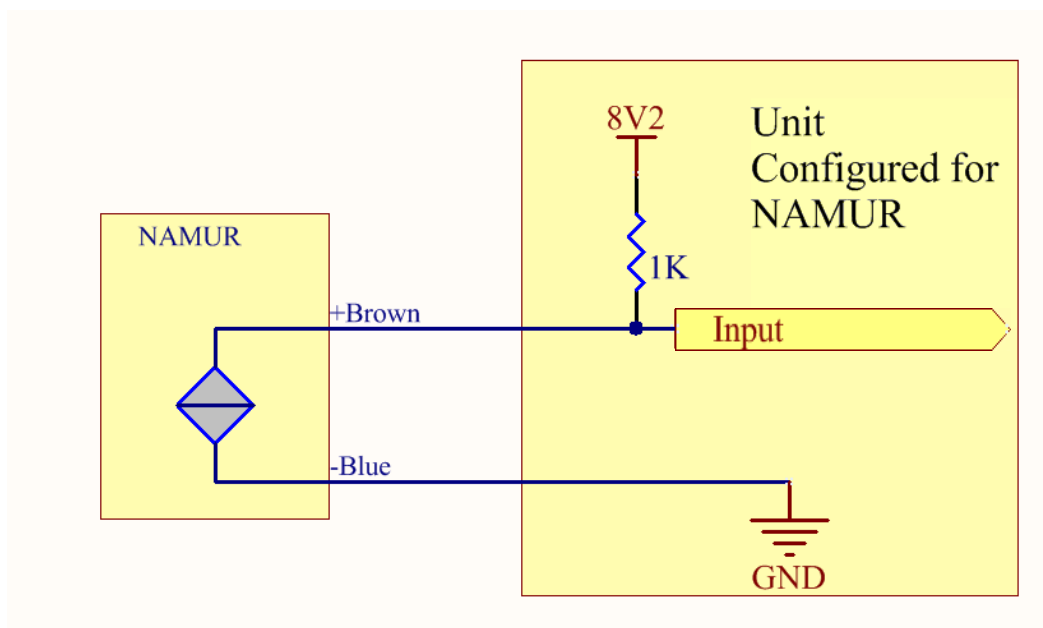 8V2
Unit
Configured for
NAMUR
NAMUR
1K
+Brown
Input
-Blue
GND